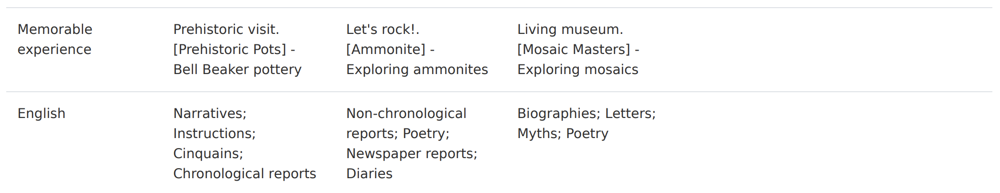 Memorable
experience
Prehistoric visit.
[Prehistoric Pots] -
Bell Beaker pottery
Let's rock!.
[Ammonite] -
Exploring ammonites
Living museum.
[Mosaic Masters] -
Exploring mosaics
English
Narratives;
Instructions;
Cinquains;
Chronological reports
Non-chronological
reports; Poetry;
Newspaper reports;
Diaries
Biographies; Letters;
Myths; Poetry